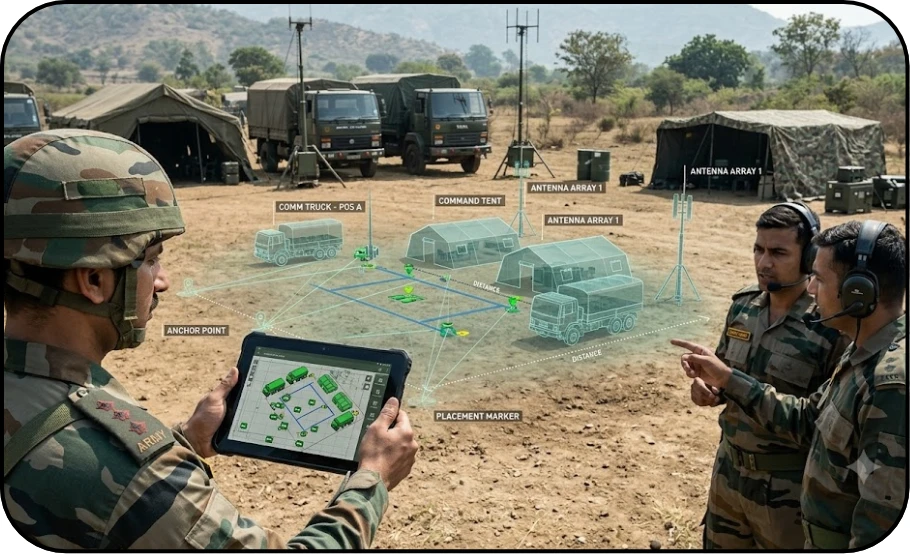 ANTENNA ARRAY 1
ANTENNA ARRAY 1
COMM TRUCK - POS A
COMMAND TENT
ANTENNA ARRAY 1
DISTANCE
ANCHOR POINT
DISTANCE
PLACEMENT MARKER
ARMY